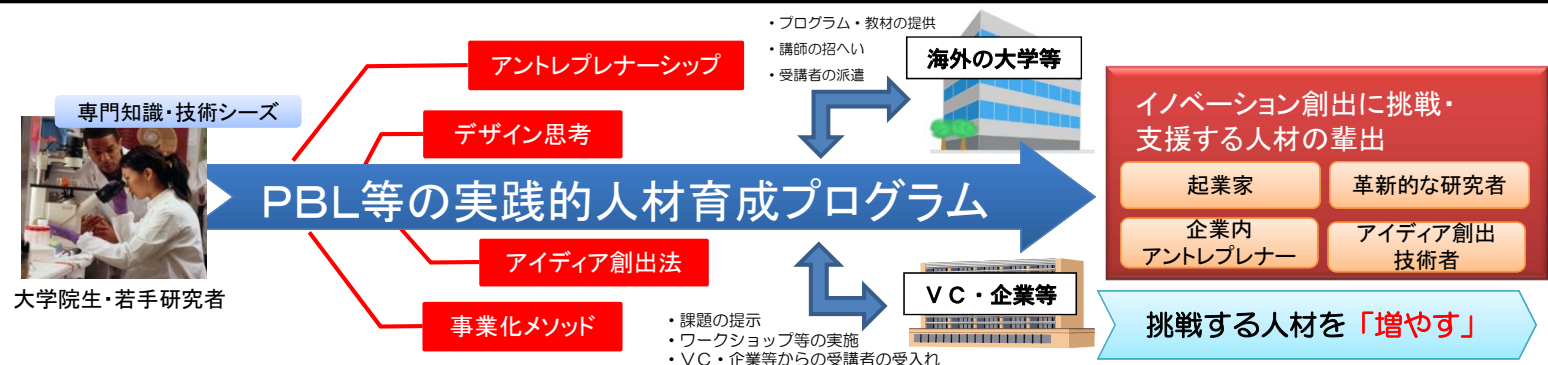 専門知識・技術シーズ
大学院生・若手研究者
アントレプレナーシップ
デザイン思考
PBL等の実践的人材育成プログラム
アイディア創出法
事業化メソッド
・プログラム・教材の提供
・講師の招へい
・受講者の派遣
海外の大学等
VC・企業等
・課題の提示
・ワークショップ等の実施
・VC・企業等からの受講者の受入れ
イノベーション創出に挑戦・
支援する人材の輩出
起業家
革新的な研究者
企業内
アントレプレナー
アイディア創出
技術者
挑戦する人材を「増やす」